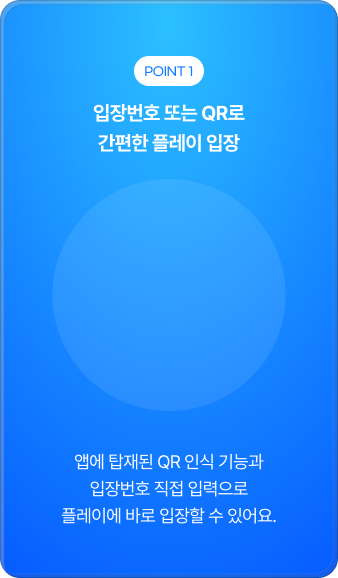 POINT 1
입장번호 또는 QR로
간편한 플레이 입장
앱에 탑재된 QR 인식 기능과
입장번호 직접 입력으로
플레이에 바로 입장할 수 있어요.